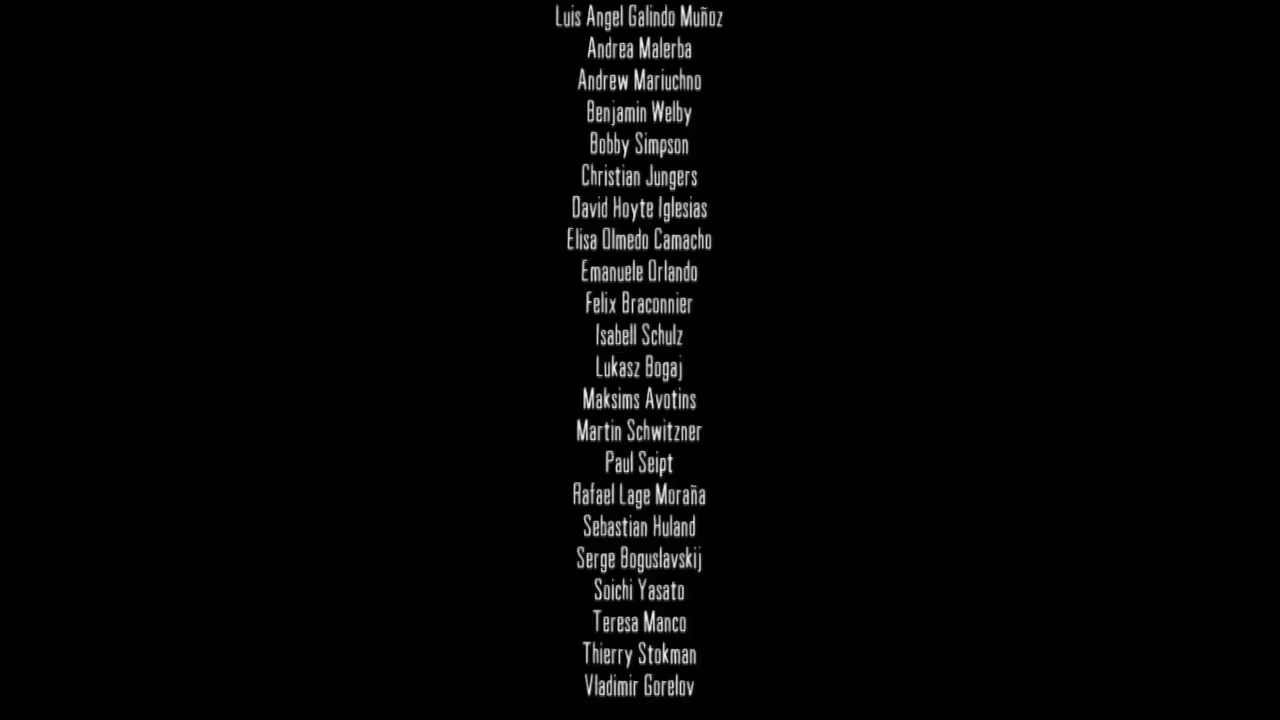 Luis Angel Galindo Muñoz
Andrea Malerba
Andrew Mariuchno
Benjamin Welby
Bobby Simpson
Christian Jungers
David Hoyte Iglesias
Elisa Olmedo Camacho
Emanuele Orlando
Felix Braconnier
Isabell Schulz
Lukasz Bogaj
Maksims Avotins
Martin Schwitzner
Paul Seipt
Rafael Lage Moraña
Sebastian Huland
Serge Boguslavskij
Soichi Yasato
Teresa Manco
Thierry Stokman
Vladimir Gorelov